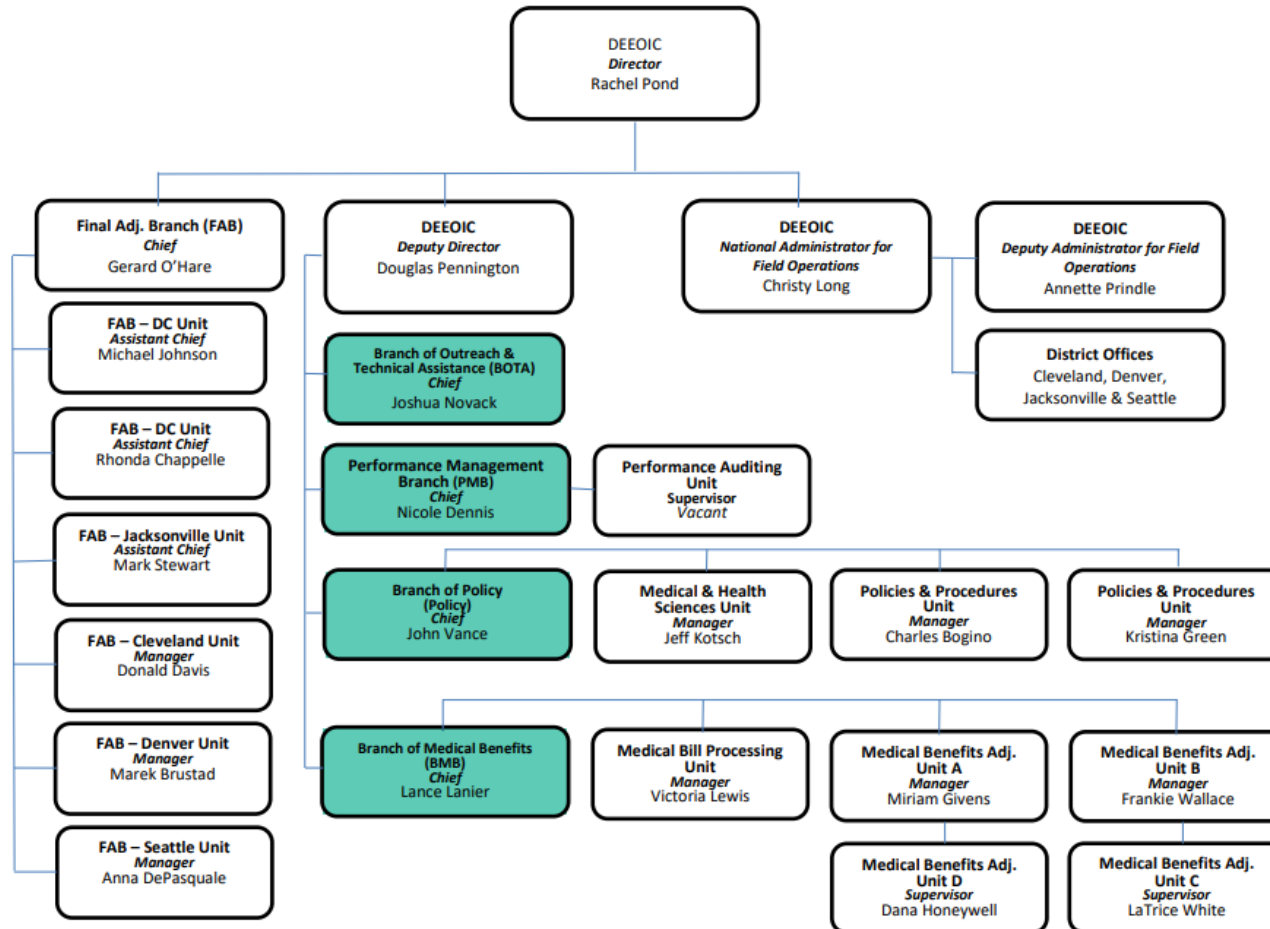 DEEOIC
Director
Rachel Pond
Final Adj. Branch (FAB)
Chief
Gerard O’Hare
DEEOIC
Deputy Director
Douglas Pennington
DEEOIC
National Administrator for
Field Operations
Christy Long
DEEOIC
Deputy Administrator for Field
Operations
Annette Prindle
FAB – DC Unit
Assistant Chief
Michael Johnson
Branch of Outreach &
Technical Assistance (BOTA)
Chief
Joshua Novack
District Offices
Cleveland, Denver,
Jacksonville & Seattle
FAB – DC Unit
Assistant Chief
Rhonda Chappelle
Performance Management
Branch (PMB)
Chief
Nicole Dennis
Performance Auditing
Unit
Supervisor
Vacant
FAB – Jacksonville Unit
Assistant Chief
Mark Stewart
Branch of Policy
(Policy)
Chief
John Vance
Medical & Health
Sciences Unit
Manager
Jeff Kotsch
Policies & Procedures
Unit
Manager
Charles Bogino
Policies & Procedures
Unit
Manager
Kristina Green
FAB – Cleveland Unit
Manager
Donald Davis
FAB – Denver Unit
Manager
Marek Brustad
Branch of Medical Benefits
(BMB)
Chief
Lance Lanier
Medical Bill Processing
Unit
Manager
Victoria Lewis
Medical Benefits Adj.
Unit A
Manager
Miriam Givens
Medical Benefits Adj.
Unit B
Manager
Frankie Wallace
FAB – Seattle Unit
Manager
Anna DePasquale
Medical Benefits Adj.
Unit D
Supervisor
Dana Honeywell
Medical Benefits Adj.
Unit C
Supervisor
LaTrice White